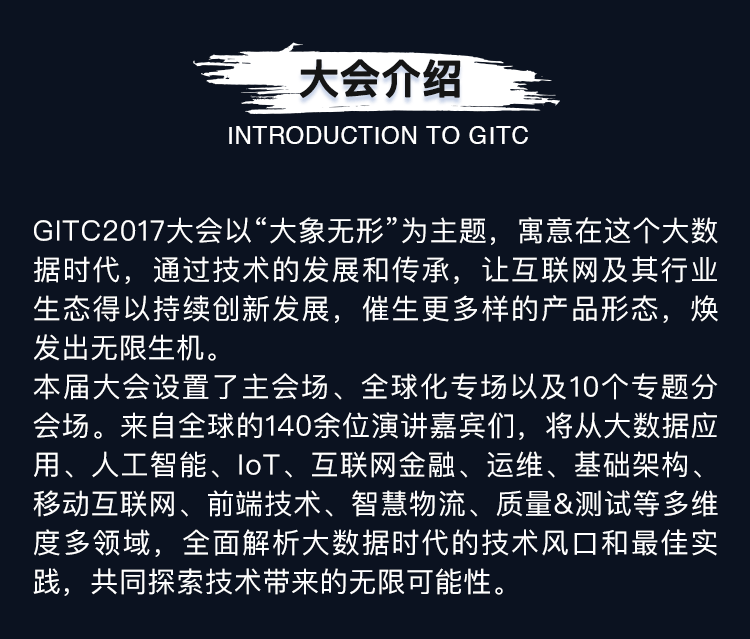 大会介绍
INTRODUCTION TO GITC
GITC2017大会以“大象无形”为主题，寓意在这个大数
据时代，通过技术的发展和传承，让互联网及其行业
生态得以持续创新发展，催生更多样的产品形态，焕
发出无限生机。
本届大会设置了主会场、全球化专场以及10个专题分
会场。来自全球的140余位演讲嘉宾们，将从大数据应
用、人工智能、IoT、互联网金融、运维、基础架构、
移动互联网、前端技术、智慧物流、质量&测试等多维
度多领域，全面解析大数据时代的技术风口和最佳实
践，共同探索技术带来的无限可能性。